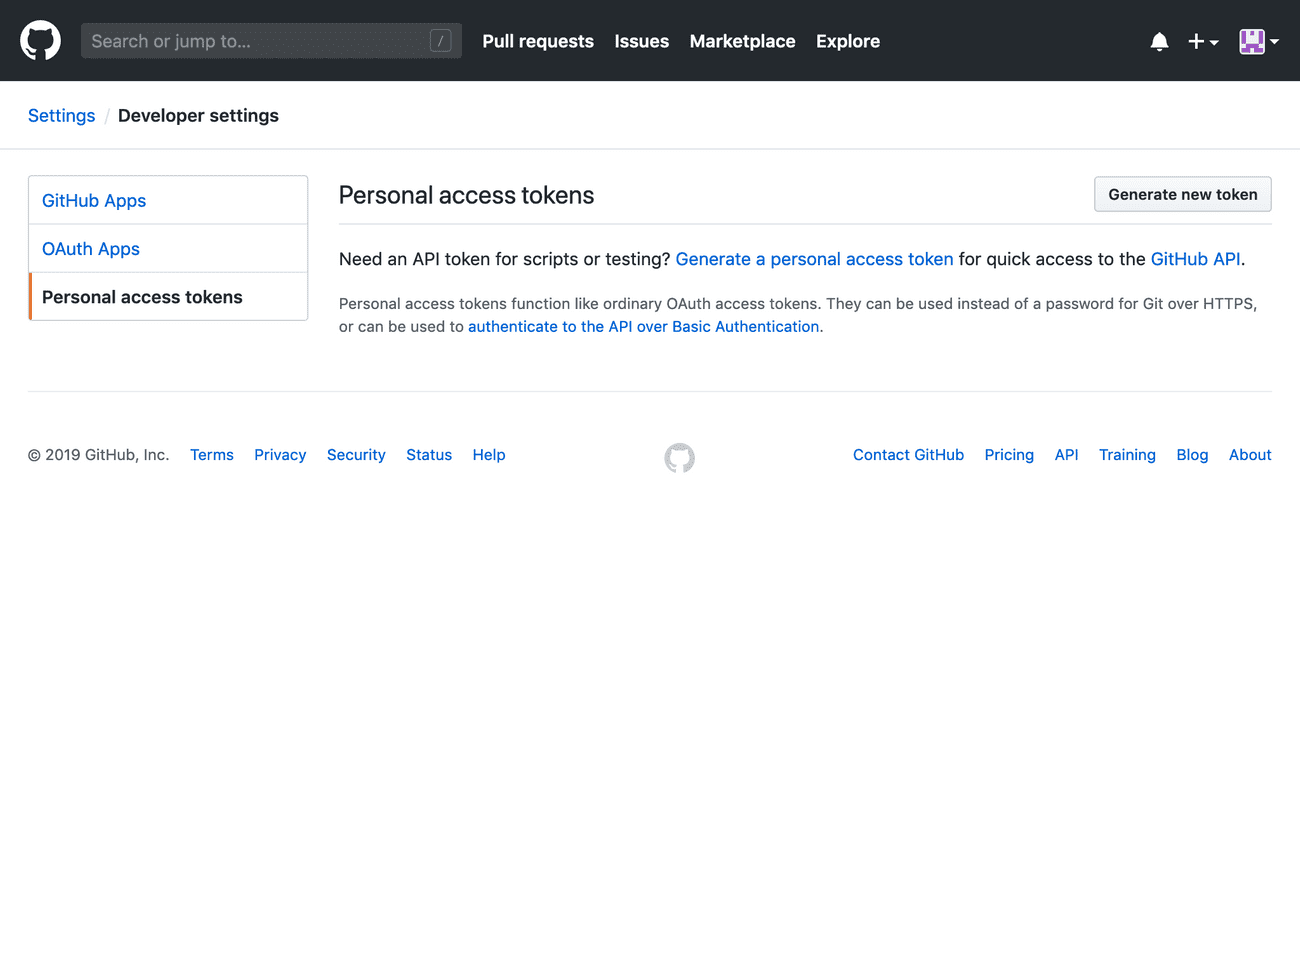 Search or jump to... /
Pull requests Issues Marketplace Explore
Settings / Developer settings
GitHub Apps
OAuth Apps
Personal access tokens
Personal access tokens
Generate new token
Need an API token for scripts or testing? Generate a personal access token for quick access to the GitHub API.
Personal access tokens function like ordinary OAuth access tokens. They can be used instead of a password for Git over HTTPS,
or can be used to authenticate to the API over Basic Authentication.
© 2019 GitHub, Inc. Terms Privacy Security Status Help
Contact GitHub Pricing API Training Blog About